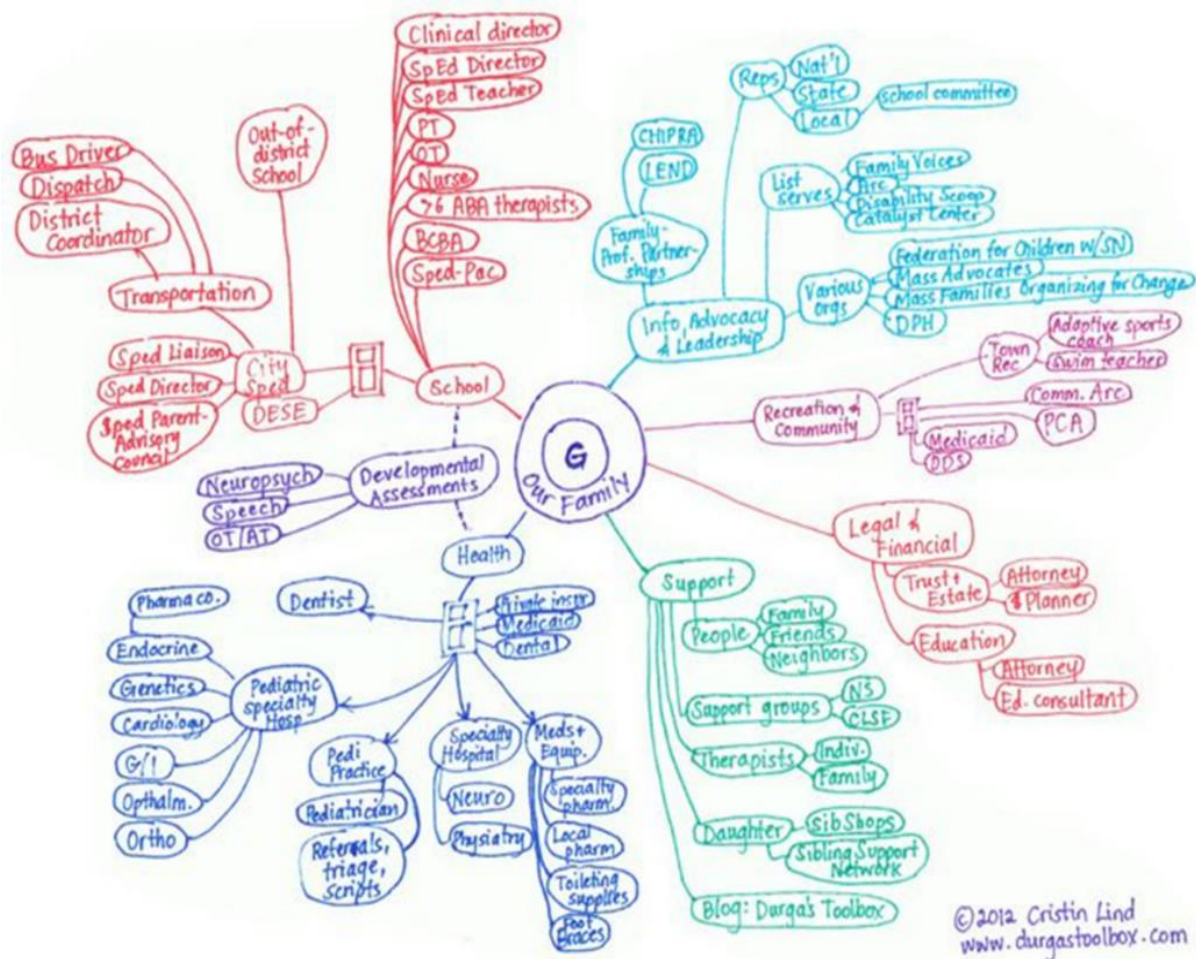 Clinical director
SpEd Director
SpEd Teacher
PT
OT
Nurse
>6 ABA therapists
BCBA
Sped-Pac
School
Out-of-
district
School
Bus Driver
Dispatch
District
Coordinator
Transportation
Sped Liaison
Sped Director
Sped Parent-
Advisory
Council
City
Sped
DESE
Developmental
Assessments
Neuropsych
Speech
OT/AT
G
Our Family
Reps
Nat'l
State
Local
School committee
CHIPRA
LEND
Family-
Prof. Partner-
ships
List
serves
Family Voices
Arc
Disability Scoop
Catalyst Center
Various
Orgs
Federation for Children w/SN
Mass Advocates
Mass Families Organizing for Change
DPH
Info, Advocacy
& Leadership
Town
Rec
Adaptive sports
coach
Swim teacher
Recreation &
Community
Comm. Arc
PCA
Medicaid
DDS
Legal &
Financial
Trust +
Estate
Attorney
$ Planner
Education
Attorney
Ed. consultant
Support
People
Family
Friends
Neighbors
Support groups
NS
CLSF
Therapists
Indiv.
Family
Daughter
SibShops
Sibling Support
Network
Blog: Durga's Toolbox
Health
Dentist
Private insur
Medicaid
Dental
Pharma co.
Endocrine
Genetics
Cardiology
G/I
Opthalm.
Ortho
Pediatric
specialty
Hosp
Pedi
Practice
Pediatrician
Referrals,
triage,
scripts
Specialty
Hospital
Neuro
Physiatry
Meds +
Equip.
Specialty
pharm.
Local
pharm
Toileting
supplies
Foot
Braces
©2012 Cristin Lind
www.durgastoolbox.com